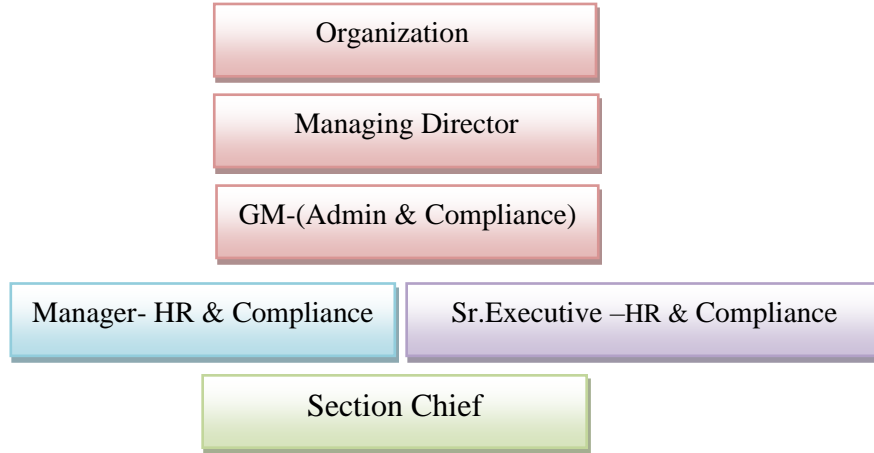 Organization
Managing Director
GM-(Admin & Compliance)
Manager- HR & Compliance
Sr.Executive –HR & Compliance
Section Chief